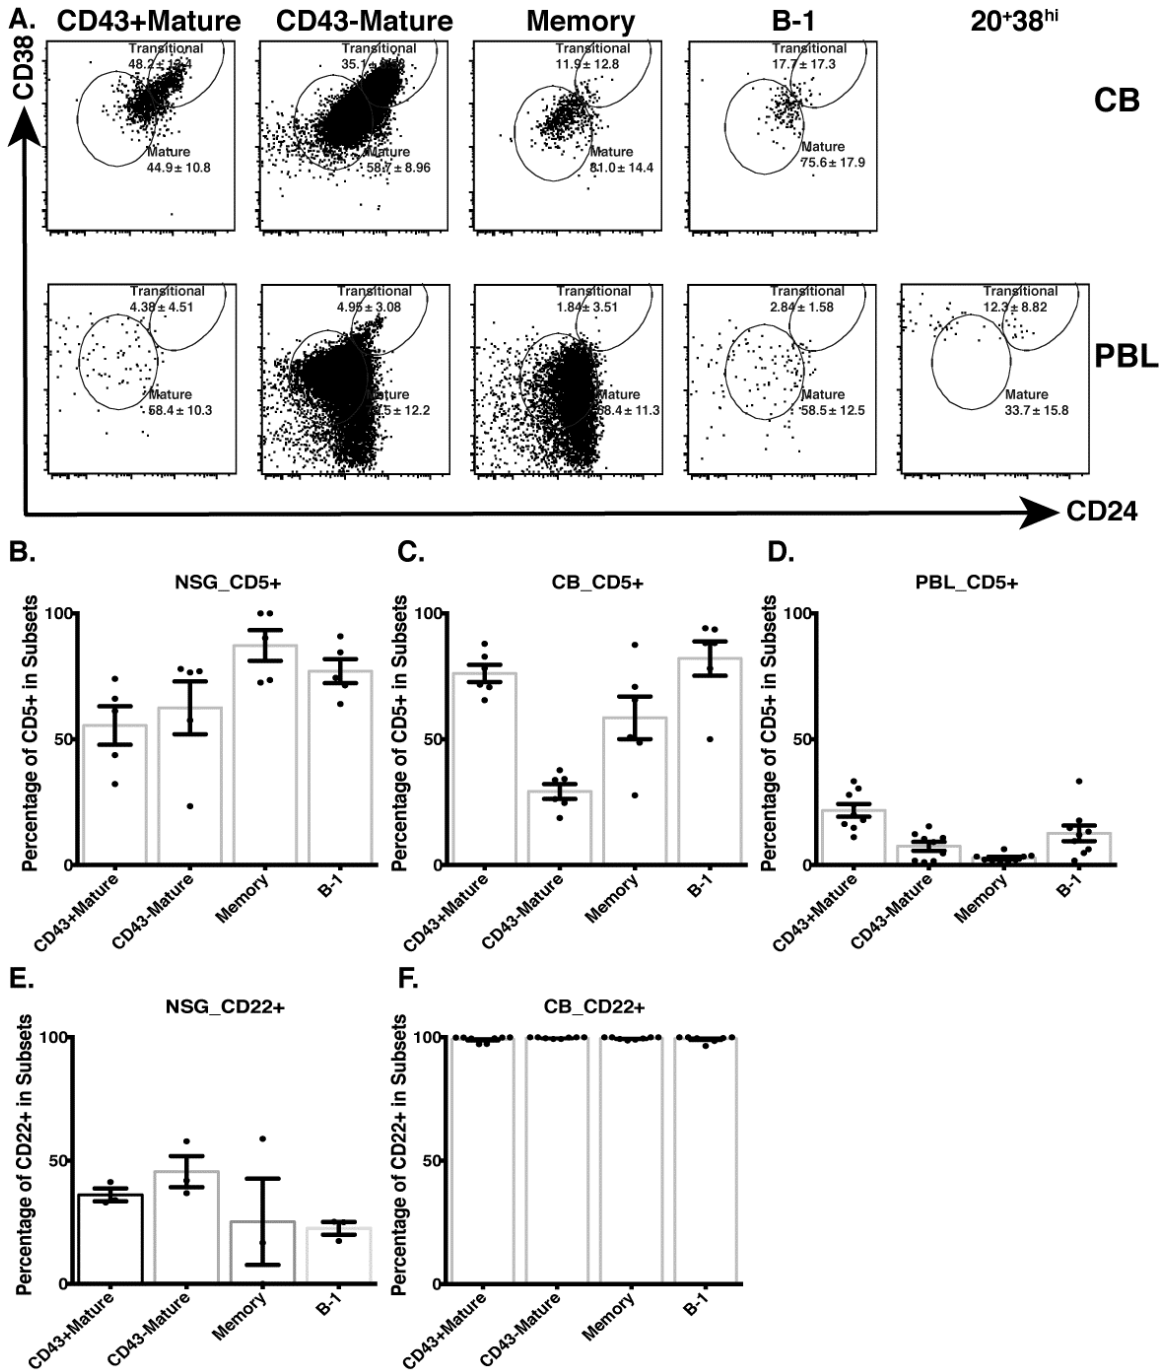 A.
CD43+Mature CD43-Mature Memory B-1 20⁺38ʰⁱ
CD38
Transitional
Transitional
35.1
Transitional
11.9 ± 12.8
Transitional
17.7 ± 17.3
CB
Mature
44.9 ± 10.8
Mature
58.7 ± 8.96
Mature
81.0 ± 14.4
Mature
75.6 ± 17.9
Transitional
4.38 ± 4.51
Transitional
4.95 ± 3.08
Transitional
1.84 ± 3.51
Transitional
2.84 ± 1.58
Transitional
12.3 ± 8.82
PBL
Mature
58.4 ± 10.3
± 12.2
Mature
± 11.3
Mature
58.5 ± 12.5
Mature
33.7 ± 15.8
CD24
B.
NSG_CD5+
Percentage of CD5+ in Subsets
100
50
0
CD43+Mature
CD43-Mature
Memory
B-1
C.
CB_CD5+
Percentage of CD5+ in Subsets
100
50
0
CD43+Mature
CD43-Mature
Memory
B-1
D.
PBL_CD5+
Percentage of CD5+ in Subsets
100
50
0
CD43+Mature
CD43-Mature
Memory
B-1
E.
NSG_CD22+
Percentage of CD22+ in Subsets
100
50
0
CD43+Mature
CD43-Mature
Memory
B-1
F.
CB_CD22+
Percentage of CD22+ in Subsets
100
50
0
CD43+Mature
CD43-Mature
Memory
B-1